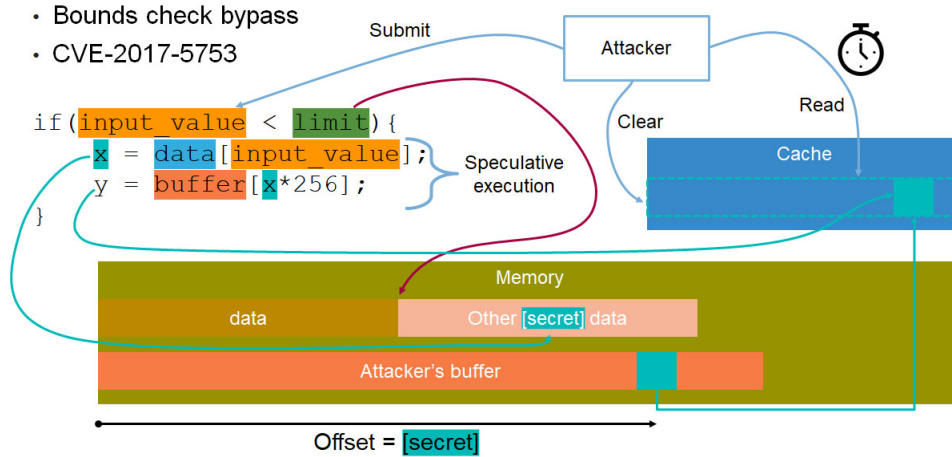 • Bounds check bypass
• CVE-2017-5753
Submit
Attacker
Clear
Read
if(input_value < limit){
x = data[input_value];
y = buffer[x*256];
}
Speculative
execution
Cache
Memory
data
Other [secret] data
Attacker's buffer
Offset = [secret]